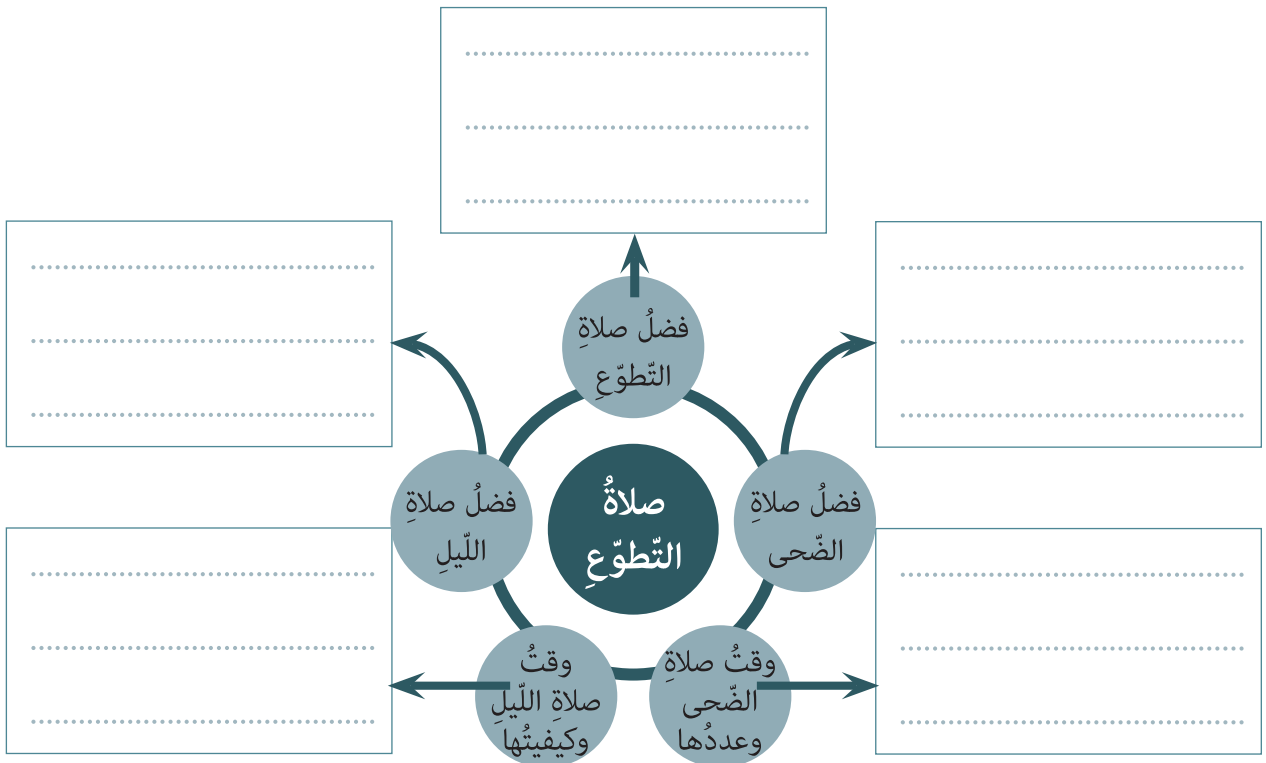 فضلُ صلاةِ
التّطوّعِ
فضلُ صلاةِ
الضّحى
صلاةُ
التّطوّعِ
فضلُ صلاةِ
اللّيلِ
وقتُ صلاةِ
الضّحى
وعددُها
وقتُ
صلاةِ اللّيلِ
وكيفيتُها